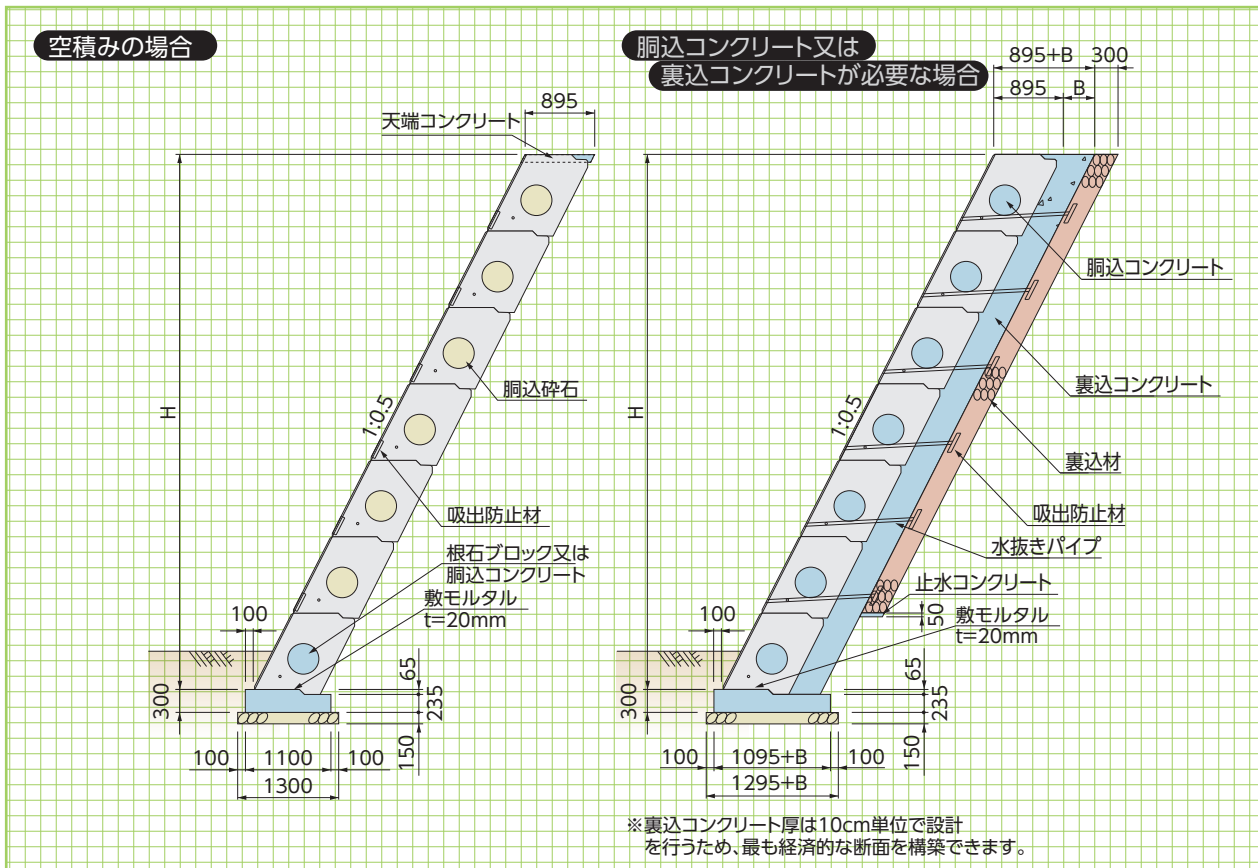 空積みの場合
895
天端コンクリート
H
1:0.5
胴込砕石
吸出防止材
根石ブロック又は
胴込コンクリート
敷モルタル
t=20mm
100
300
65
235
150
100
1100
100
1300
胴込コンクリート又は
裏込コンクリートが必要な場合
895+B
300
895
B
胴込コンクリート
裏込コンクリート
H
1:0.5
裏込材
吸出防止材
水抜きパイプ
止水コンクリート
50
敷モルタル
t=20mm
100
300
65
235
150
100
1095+B
100
1295+B
※裏込コンクリート厚は10cm単位で設計
を行うため、最も経済的な断面を構築できます。